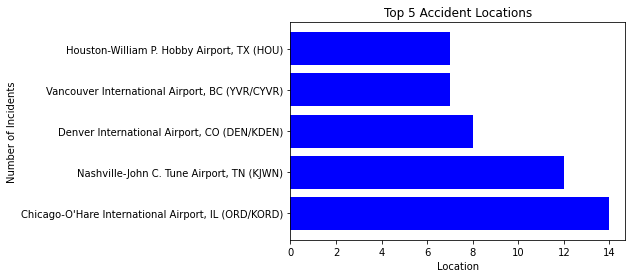 Top 5 Accident Locations
Houston-William P. Hobby Airport, TX (HOU)
Vancouver International Airport, BC (YVR/CYVR)
Denver International Airport, CO (DEN/KDEN)
Nashville-John C. Tune Airport, TN (KJWN)
Chicago-O'Hare International Airport, IL (ORD/KORD)
Number of Incidents
0 2 4 6 8 10 12 14
Location